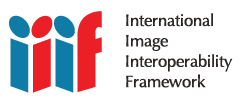 iiif
International
Image
Interoperability
Framework